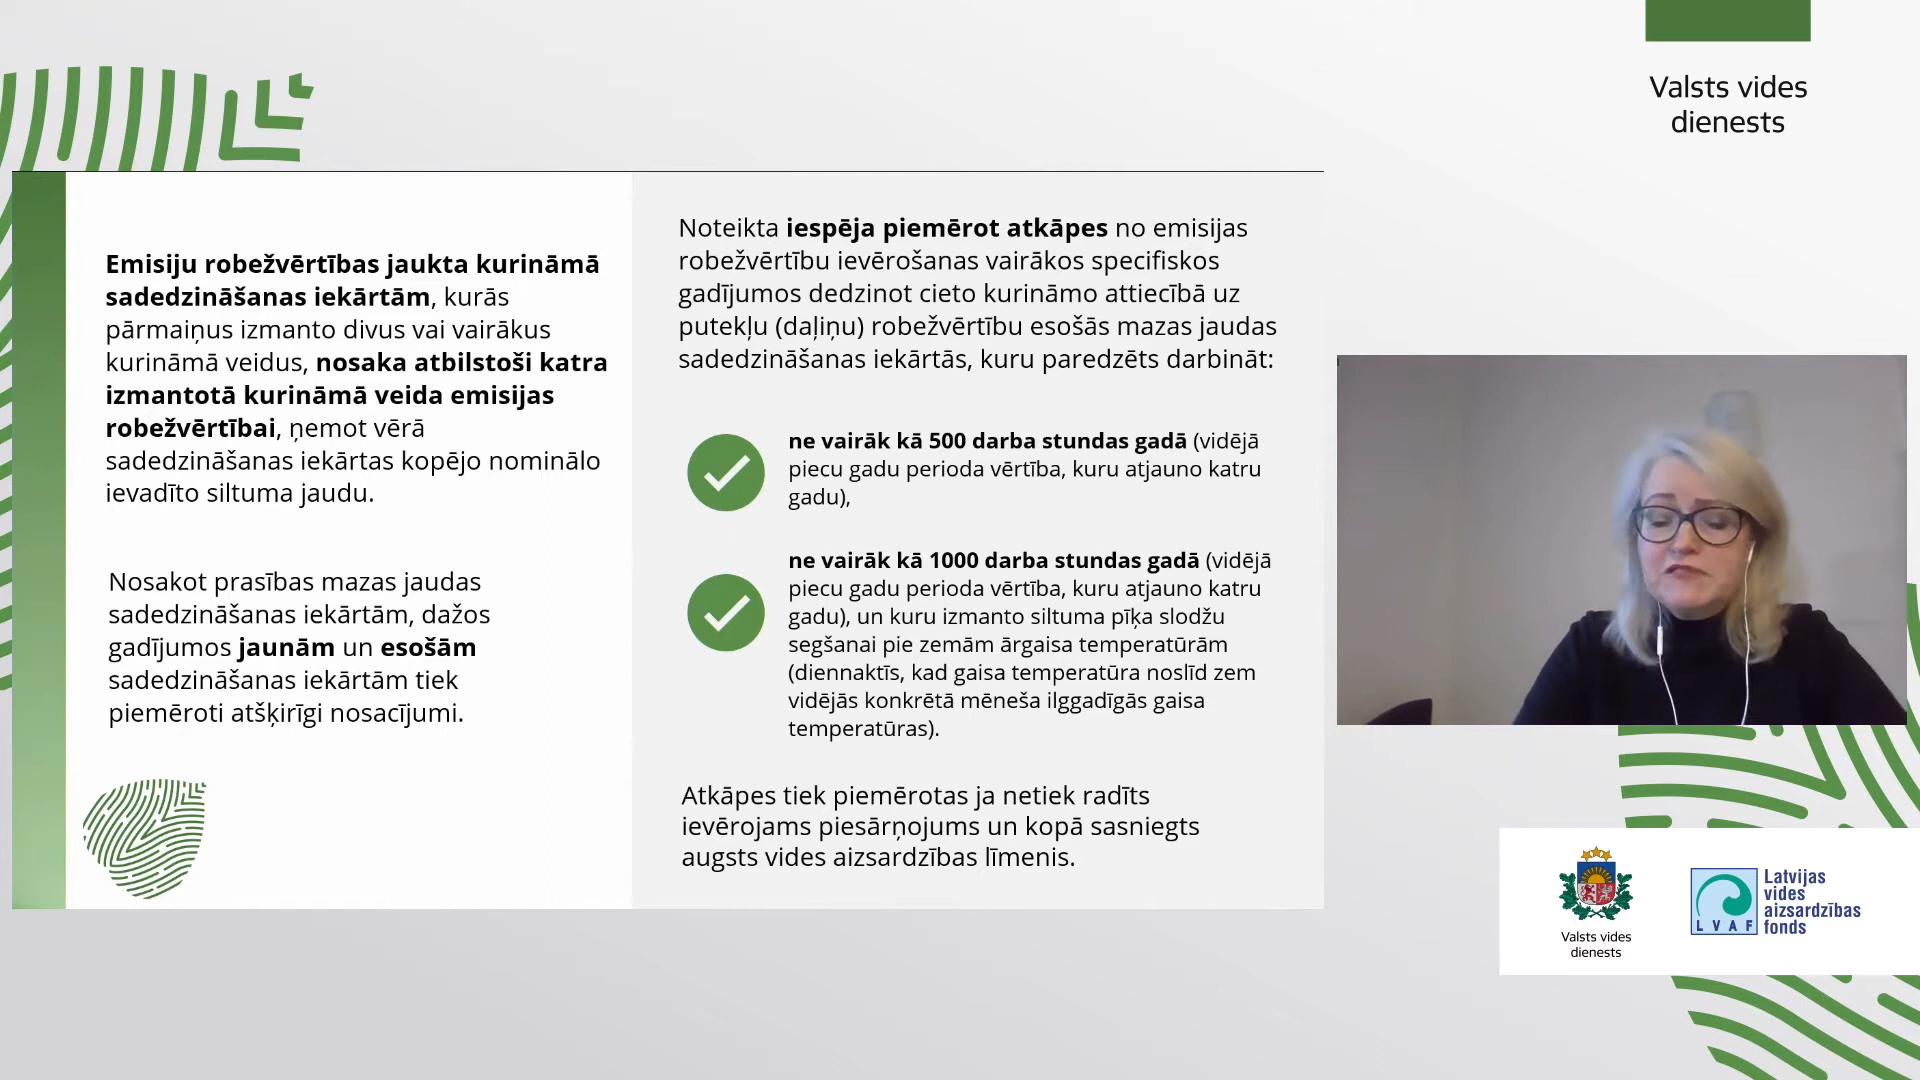 Valsts vides
dienests
Emisiju robežvērtības jaukta kurināmā
sadedzināšanas iekārtām, kurās
pārmaiņus izmanto divus vai vairākus
kurināmā veidus, nosaka atbilstoši katra
izmantotā kurināmā veida emisijas
robežvērtībai, ņemot vērā
sadedzināšanas iekārtas kopējo nominālo
ievadīto siltuma jaudu.
Nosakot prasības mazas jaudas
sadedzināšanas iekārtām, dažos
gadījumos jaunām un esošām
sadedzināšanas iekārtām tiek
piemēroti atšķirīgi nosacījumi.
Noteikta iespēja piemērot atkāpes no emisijas
robežvērtību ievērošanas vairākos specifiskos
gadījumos dedzinot cieto kurināmo attiecībā uz
putekļu (daļiņu) robežvērtību esošās mazas jaudas
sadedzināšanas iekārtās, kuru paredzēts darbināt:
ne vairāk kā 500 darba stundas gadā (vidējā
piecu gadu perioda vērtība, kuru atjauno katru
gadu),
ne vairāk kā 1000 darba stundas gadā (vidējā
piecu gadu perioda vērtība, kuru atjauno katru
gadu), un kuru izmanto siltuma pīķa slodžu
segšanai pie zemām ārgaisa temperatūrām
(diennaktīs, kad gaisa temperatūra noslīd zem
vidējās konkrētā mēneša ilggadīgās gaisa
temperatūras).
Atkāpes tiek piemērotas ja netiek radīts
ievērojams piesārņojums un kopā sasniegts
augsts vides aizsardzības līmenis.
Valsts vides
dienests
LVAF
Latvijas
vides
aizsardzības
fonds